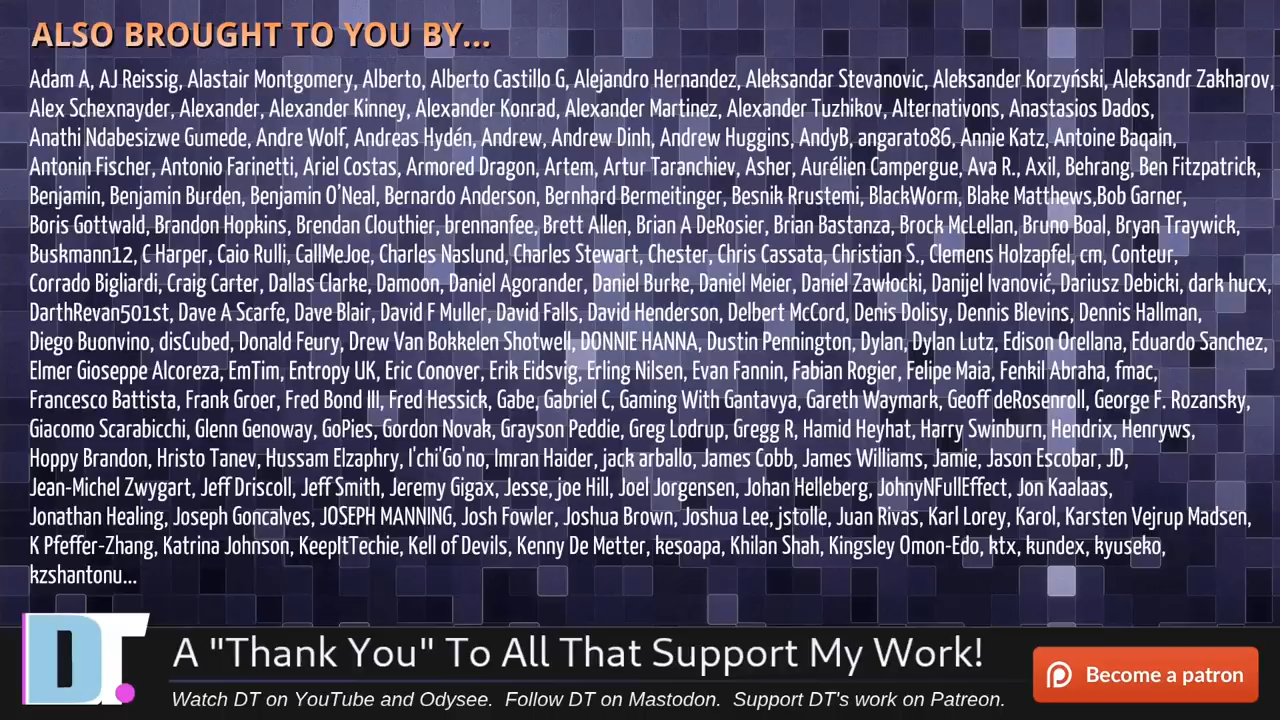 ALSO BROUGHT TO YOU BY...
Adam A, AJ Reissig, Alastair Montgomery, Alberto, Alberto Castillo G, Alejandro Hernandez, Aleksandar Stevanovic, Aleksander Korzyński, Aleksandr Zakharov,
Alex Schexnayder, Alexander, Alexander Kinney, Alexander Konrad, Alexander Martinez, Alexander Tuzhikov, Alternativons, Anastasios Dados,
Anathi Ndabesizwe Gumede, Andre Wolf, Andreas Hydén, Andrew, Andrew Dinh, Andrew Huggins, AndyB, angarato86, Annie Katz, Antoine Baqain,
Antonin Fischer, Antonio Farinetti, Ariel Costas, Armored Dragon, Artem, Artur Taranchiev, Asher, Aurélien Campergue, Ava R., Axil, Behrang, Ben Fitzpatrick,
Benjamin, Benjamin Burden, Benjamin O'Neal, Bernardo Anderson, Bernhard Bermeitinger, Besnik Rrustemi, BlackWorm, Blake Matthews,Bob Garner,
Boris Gottwald, Brandon Hopkins, Brendan Clouthier, brennanfee, Brett Allen, Brian A DeRosier, Brian Bastanza, Brock McLellan, Bruno Boal, Bryan Traywick,
Buskmann12, C Harper, Caio Rulli, CallMeJoe, Charles Naslund, Charles Stewart, Chester, Chris Cassata, Christian S., Clemens Holzapfel, cm, Conteur,
Corrado Bigliardi, Craig Carter, Dallas Clarke, Damoon, Daniel Agorander, Daniel Burke, Daniel Meier, Daniel Zawłocki, Danijel Ivanović, Dariusz Debicki, dark hucx,
DarthRevan501st, Dave A Scarfe, Dave Blair, David F Muller, David Falls, David Henderson, Delbert McCord, Denis Dolisy, Dennis Blevins, Dennis Hallman,
Diego Buonvino, disCubed, Donald Feury, Drew Van Bokkelen Shotwell, DONNIE HANNA, Dustin Pennington, Dylan, Dylan Lutz, Edison Orellana, Eduardo Sanchez,
Elmer Gioseppe Alcoreza, EmTim, Entropy UK, Eric Conover, Erik Eidsvig, Erling Nilsen, Evan Fannin, Fabian Rogier, Felipe Maia, Fenkil Abraha, fmac,
Francesco Battista, Frank Groer, Fred Bond III, Fred Hessick, Gabe, Gabriel C, Gaming With Gantavya, Gareth Waymark, Geoff deRosenroll, George F. Rozansky,
Giacomo Scarabicchi, Glenn Genoway, GoPies, Gordon Novak, Grayson Peddie, Greg Lodrup, Gregg R, Hamid Heyhat, Harry Swinburn, Hendrix, Henryws,
Hoppy Brandon, Hristo Tanev, Hussam Elzaphry, I'chi'Go'no, Imran Haider, jack arballo, James Cobb, James Williams, Jamie, Jason Escobar, JD,
Jean-Michel Zwygart, Jeff Driscoll, Jeff Smith, Jeremy Gigax, Jesse, joe Hill, Joel Jorgensen, Johan Helleberg, JohnyNFullEffect, Jon Kaalaas,
Jonathan Healing, Joseph Goncalves, JOSEPH MANNING, Josh Fowler, Joshua Brown, Joshua Lee, jstolle, Juan Rivas, Karl Lorey, Karol, Karsten Vejrup Madsen,
K Pfeffer-Zhang, Katrina Johnson, KeepItTechie, Kell of Devils, Kenny De Metter, kesoapa, Khilan Shah, Kingsley Omon-Edo, ktx, kundex, kyuseko,
kzshantonu...
DT.
A "Thank You" To All That Support My Work!
Watch DT on YouTube and Odysee. Follow DT on Mastodon. Support DT's work on Patreon.
Become a patron